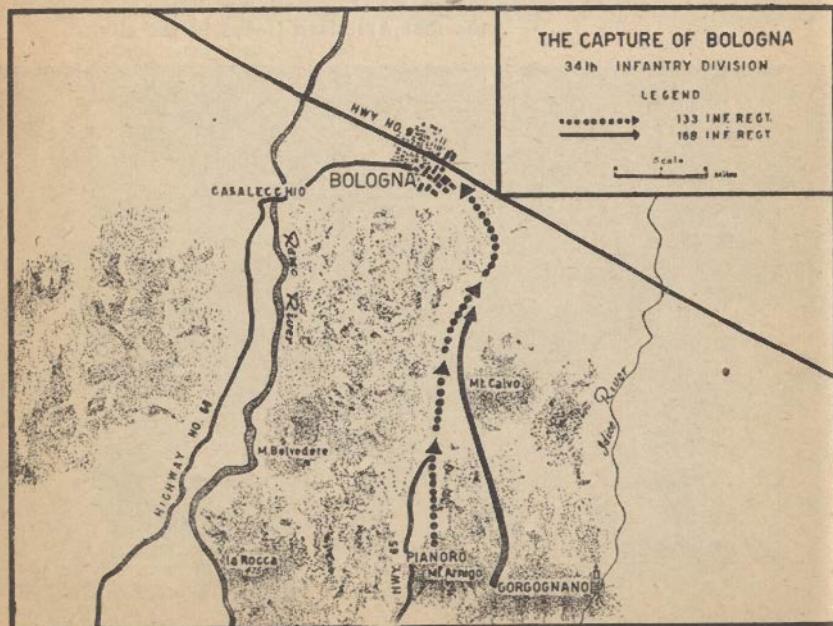 THE CAPTURE OF BOLOGNA
34th INFANTRY DIVISION
LEGEND
133 INF REGT.
168 INF REGT
Scale
Miles
HWY NO. 9
CASALECCHIO
BOLOGNA
Reno River
Mt. Calvo
HIGHWAY NO. 64
M. Belvedere
River
la Rocca
HWY. 65
PIANORO
Mt. Arnigo
GORGOGNANO